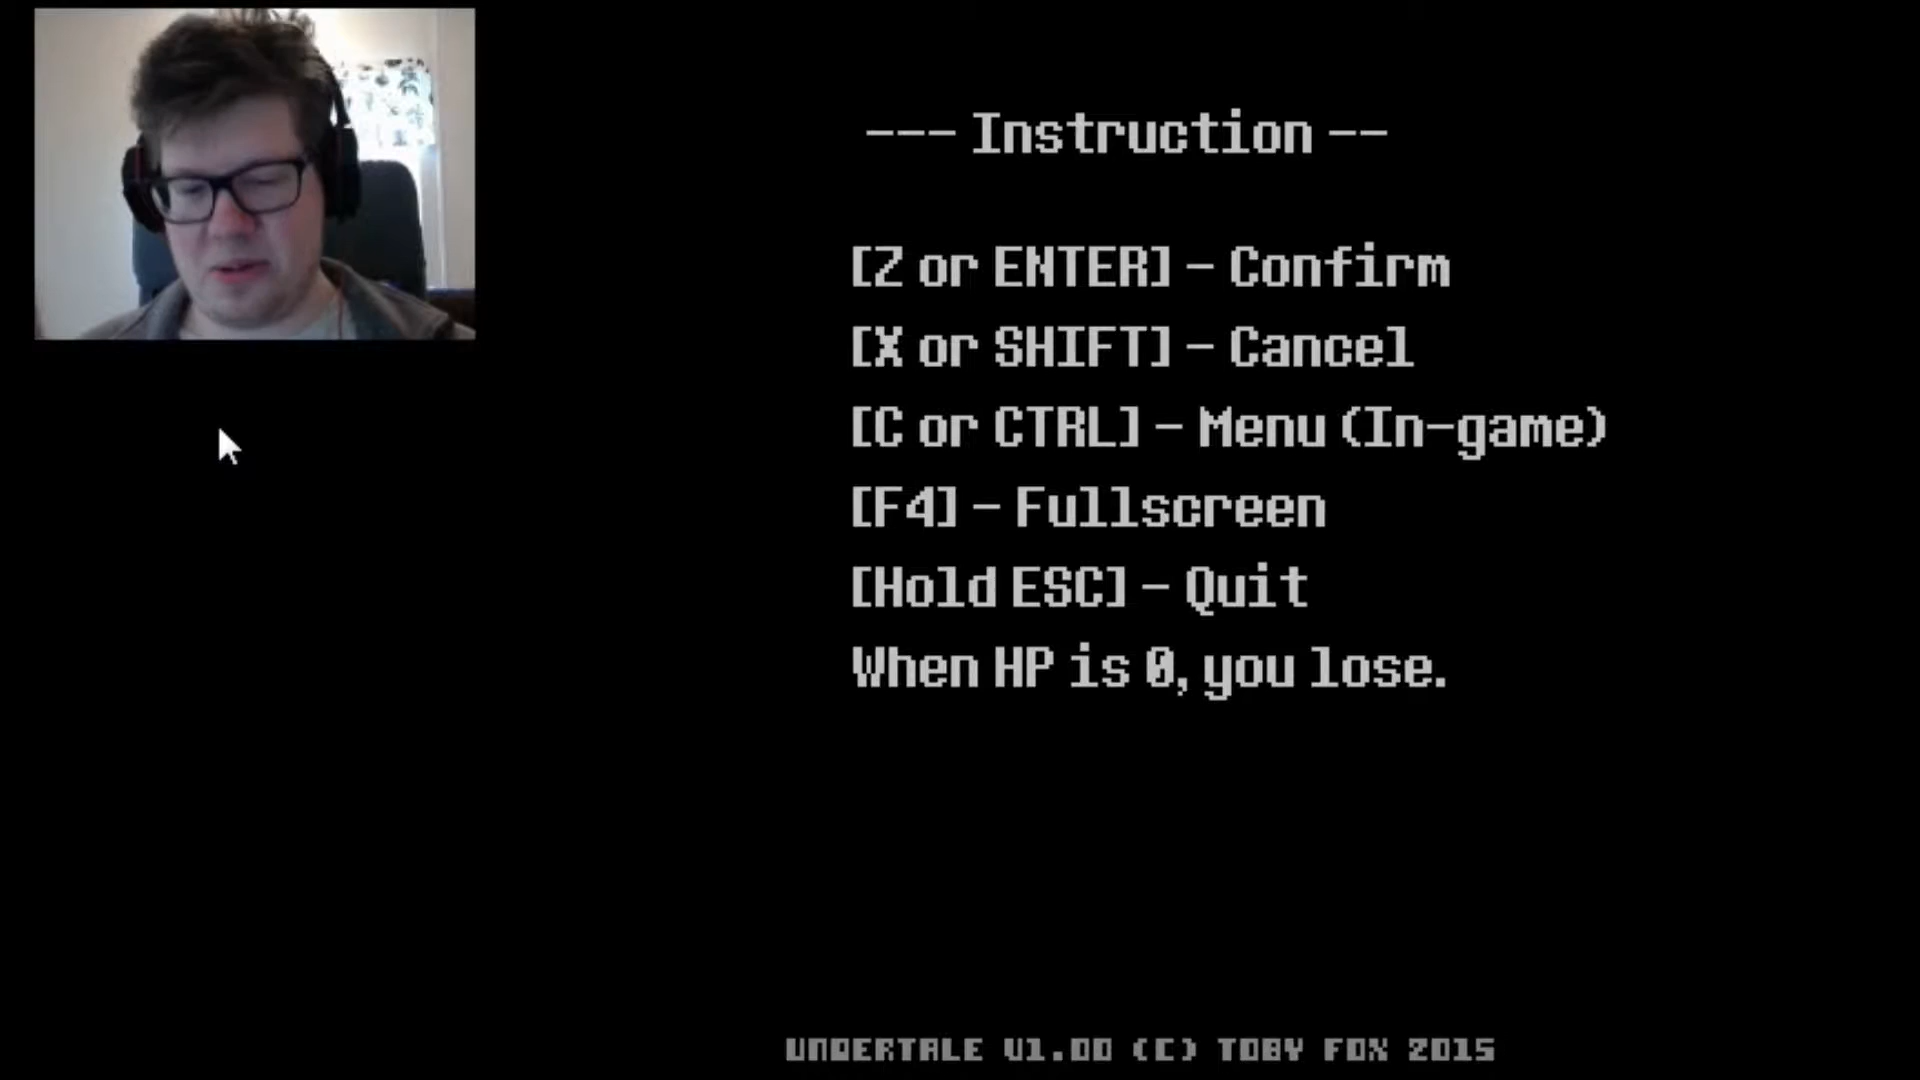 --- Instruction --
[Z or ENTER] - Confirm
[X or SHIFT] - Cancel
[C or CTRL] - Menu (In-game)
[F4] - Fullscreen
[Hold ESC] - Quit
When HP is 0, you lose.
UNDERTALE V1.00 (C) TOBY FOX 2015